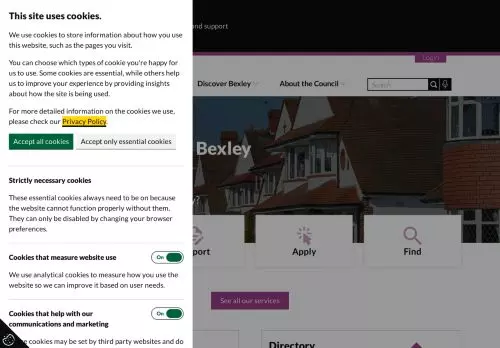 This site uses cookies.
We use cookies to store information about how you use
this website, such as the pages you visit.
You can choose which types of cookie you're happy for
us to use. Some cookies are essential, while others help
us to improve your experience by providing insights
about how the site is being used.
For more detailed information on the cookies we use,
please check our Privacy Policy.
Accept all cookies
Accept only essential cookies
Strictly necessary cookies
These essential cookies always need to be on because
the website cannot function properly without them.
They can only be disabled by changing your browser
preferences.
Cookies that measure website use
On
We use analytical cookies to measure how you use the
website so we can improve it based on user needs.
Cookies that help with our
communications and marketing
On
cookies may be set by third party websites and do
and support
Login
Discover Bexley
About the Council
Search
Bexley
Apply
Find
See all our services
Directory